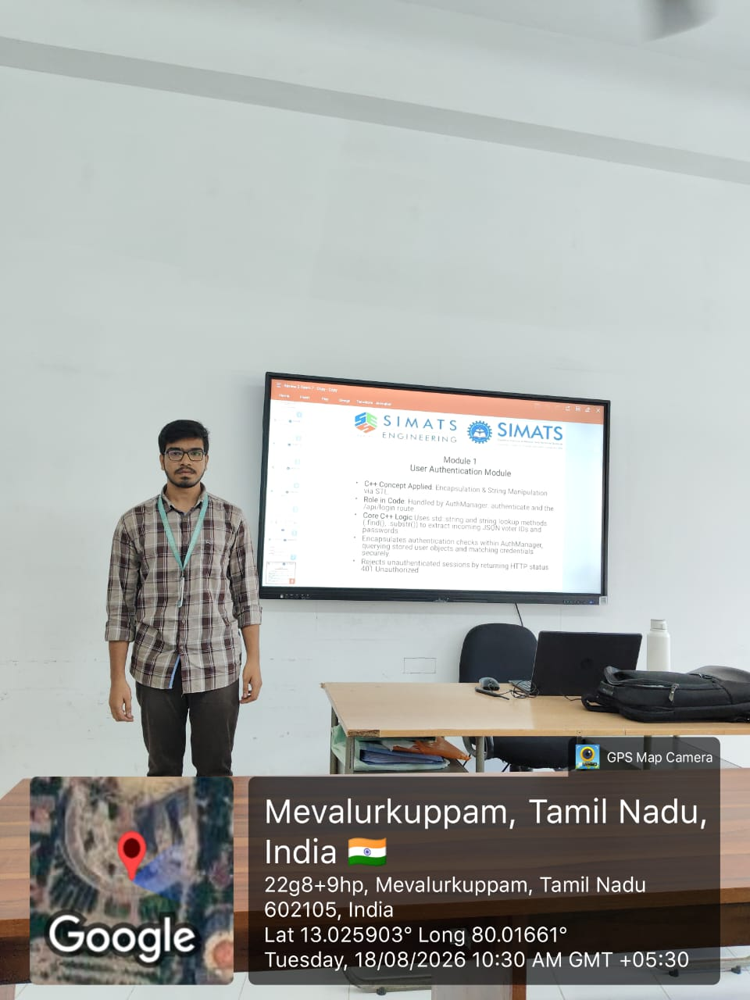 Home Insert Play Design Transitions
SIMATS
ENGINEERING
SIMATS
Module 1
User Authentication Module
• C++ Concept Applied: Encapsulation & String Manipulation
via STL
• Role in Code: Handled by AuthManager, authenticate and the
/api/login route
• Core C++ Logic Uses std: string and string lookup methods
( find(), substr()) to extract incoming JSON voter IDs and
passwords
• Encapsulates authentication checks within AuthManager,
querying stored user objects and matching credentials
securely
• Rejects unauthenticated sessions by returning HTTP status
401 Unauthorized
GPS Map Camera
Google
Mevalurkuppam, Tamil Nadu,
India 🇮🇳
22g8+9hp, Mevalurkuppam, Tamil Nadu
602105, India
Lat 13.025903° Long 80.01661°
Tuesday, 18/08/2026 10:30 AM GMT +05:30